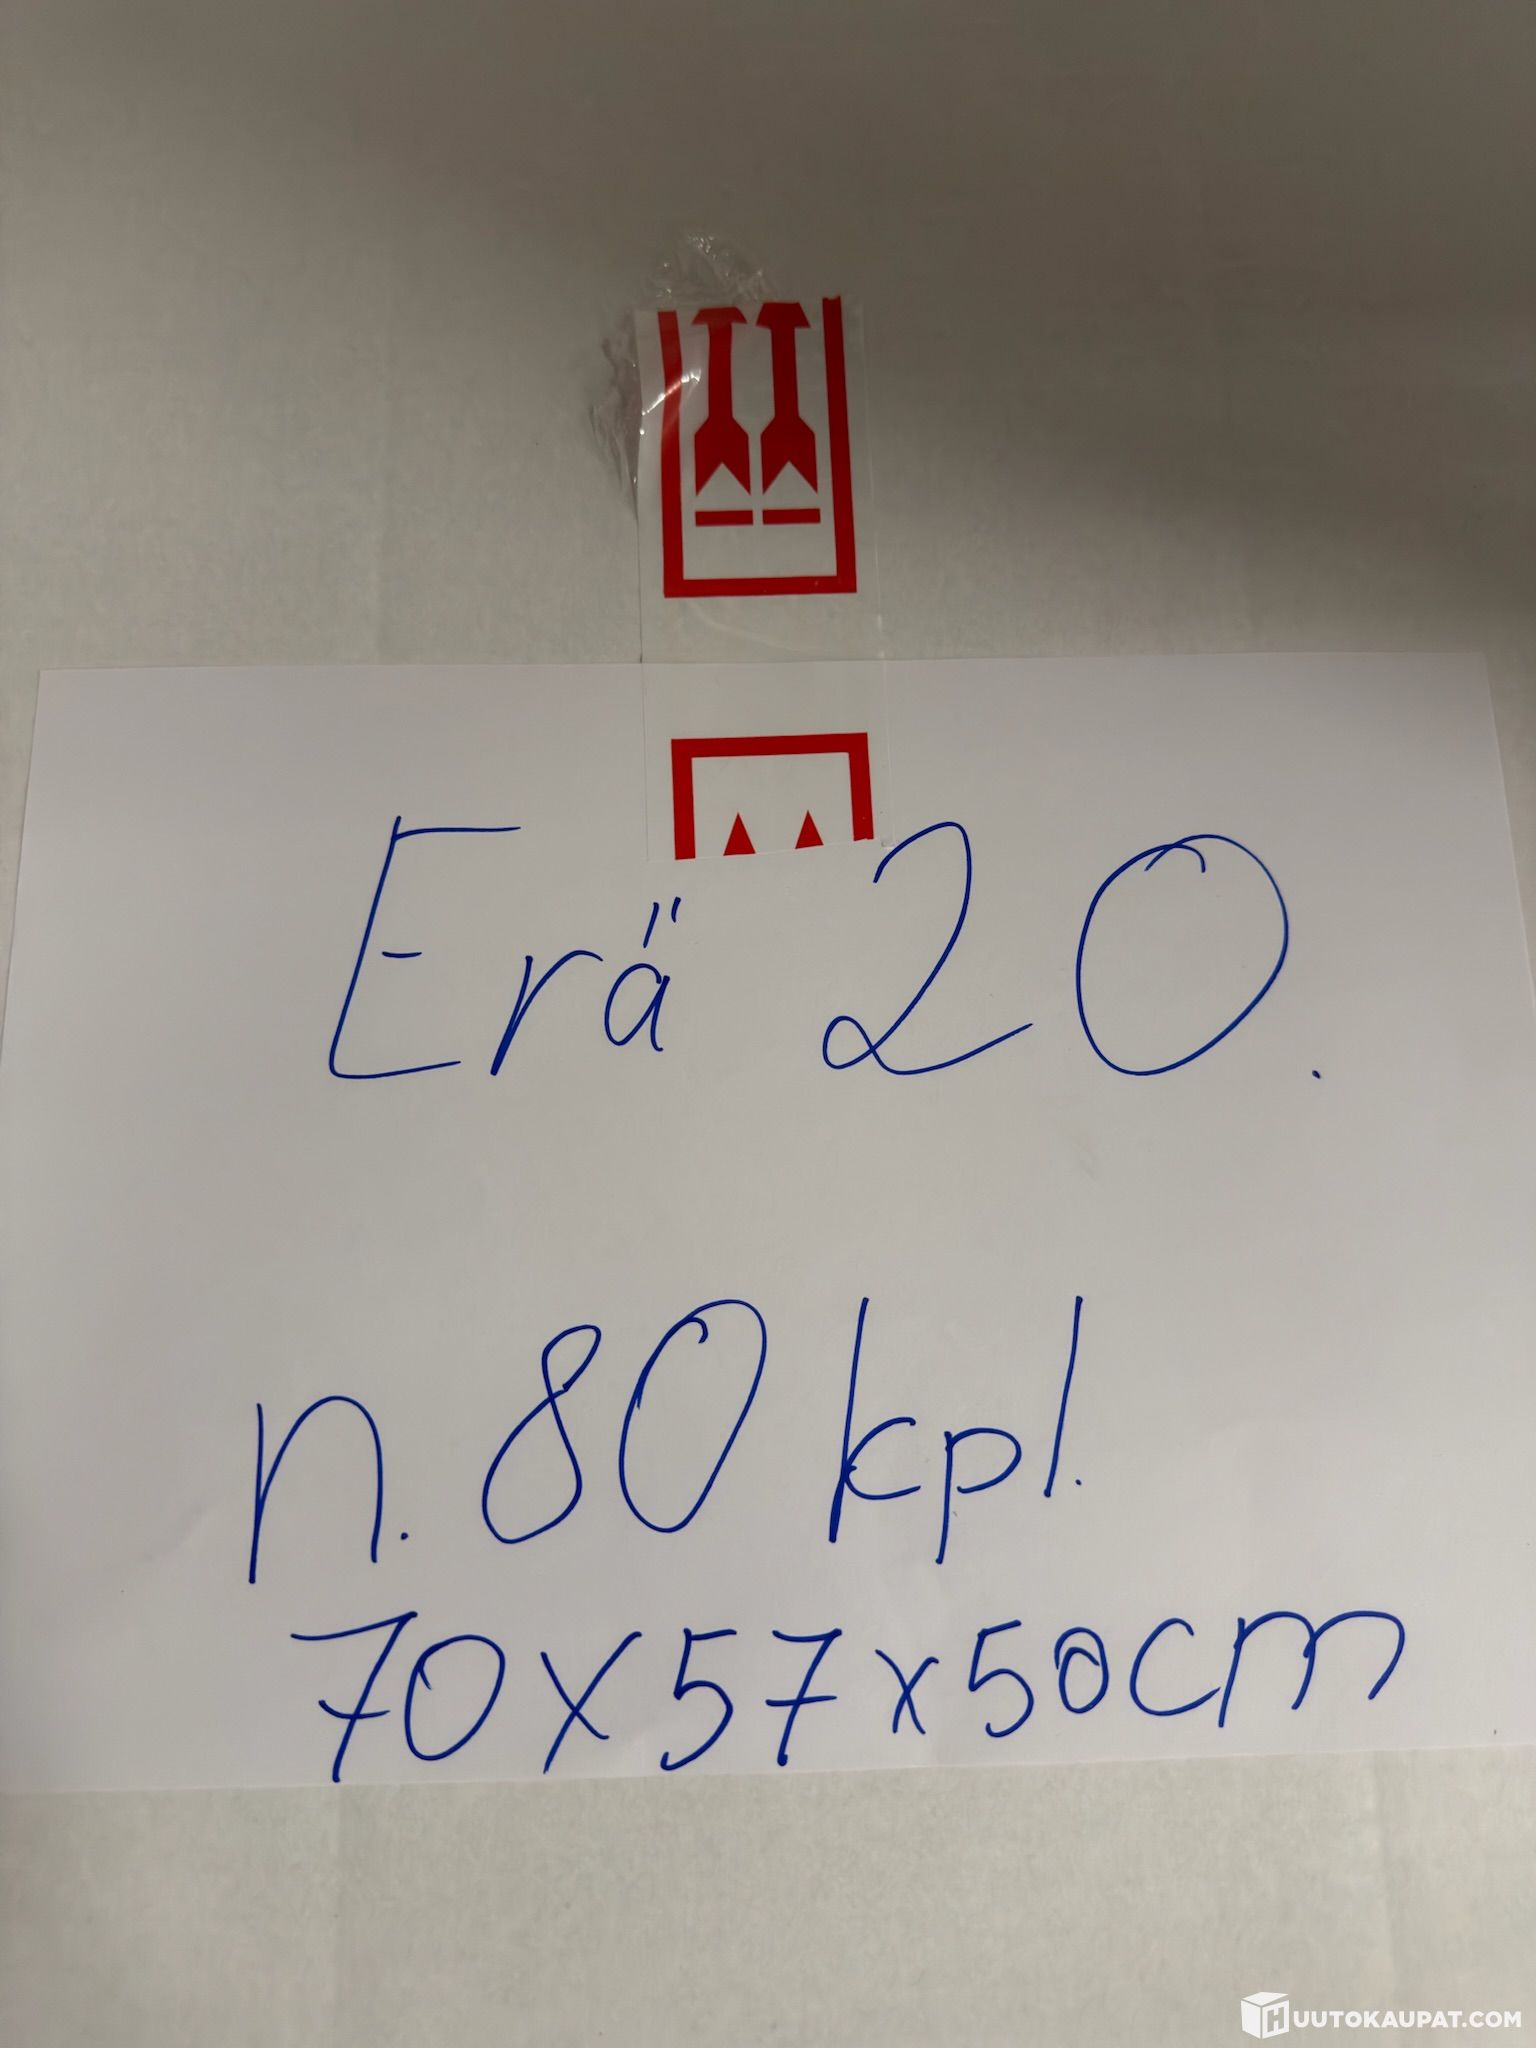 Erä 20.
n. 80 kpl.
70x57x50cm
HUUTOKAUPAT.COM